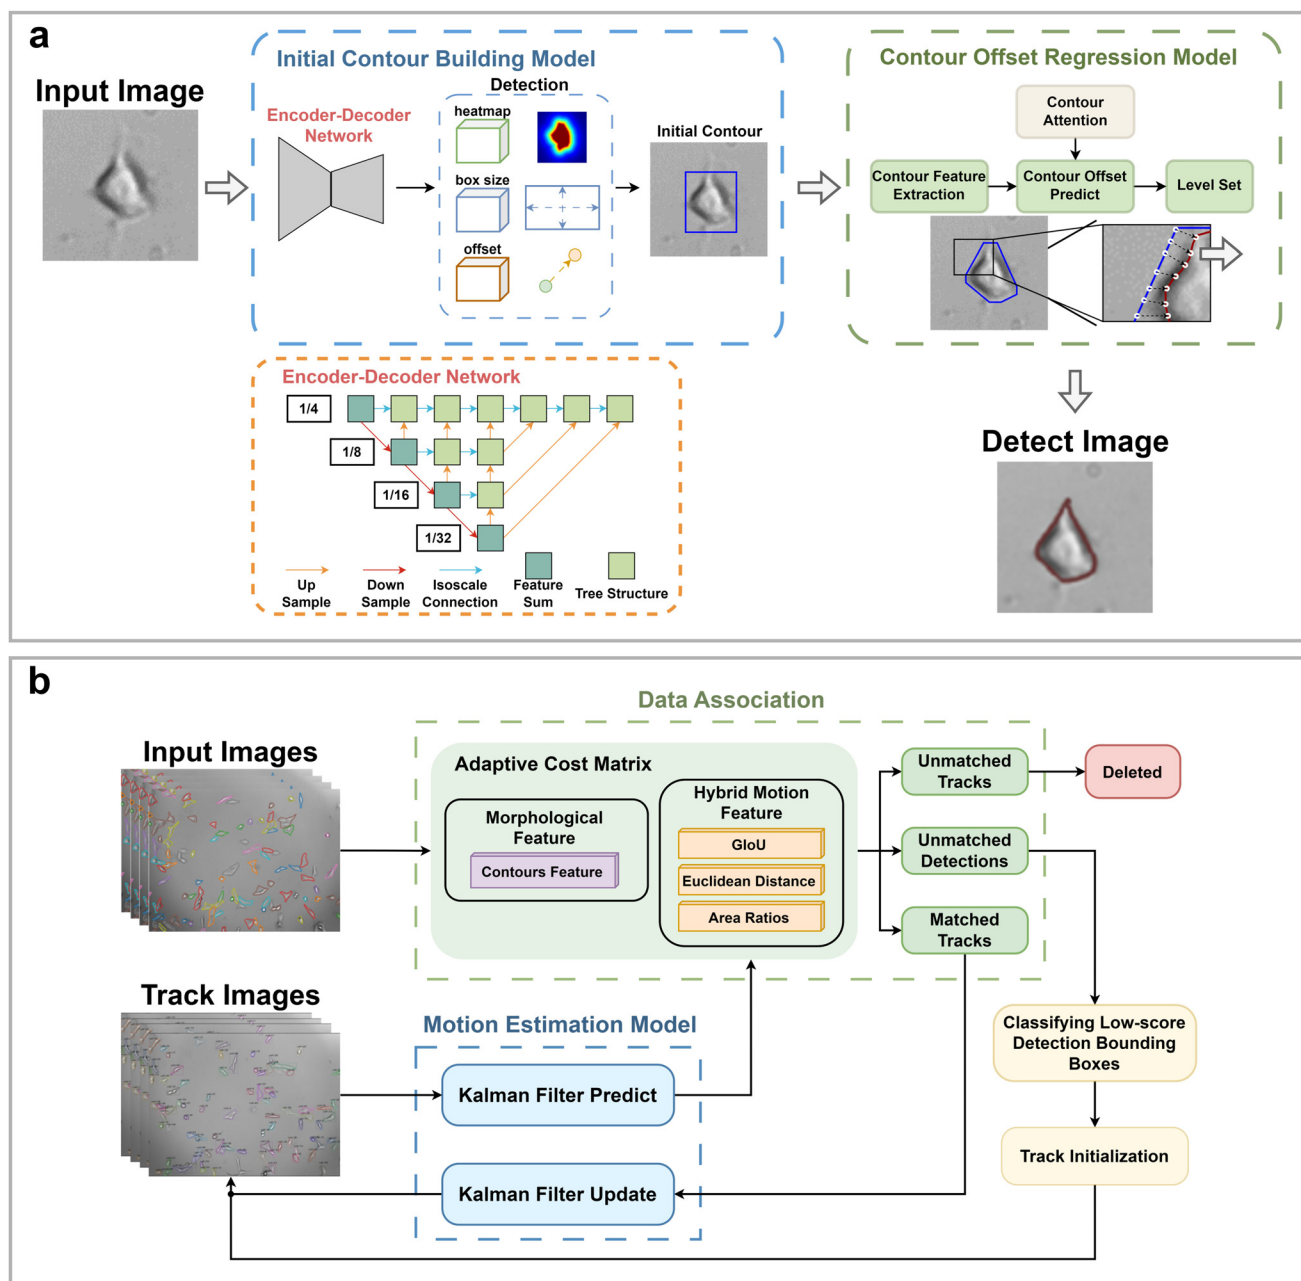 a
Input Image
Initial Contour Building Model
Encoder-Decoder
Network
Detection
heatmap
box size
offset
Initial Contour
Contour Offset Regression Model
Contour
Attention
Contour Feature
Extraction
Contour Offset
Predict
Level Set
Detect Image
Encoder-Decoder Network
1/4
1/8
1/16
1/32
Up
Sample
Down
Sample
Isoscale
Connection
Feature
Sum
Tree Structure
b
Input Images
Data Association
Adaptive Cost Matrix
Morphological
Feature
Contours Feature
Hybrid Motion
Feature
GIoU
Euclidean Distance
Area Ratios
Unmatched
Tracks
Deleted
Unmatched
Detections
Matched
Tracks
Track Images
Motion Estimation Model
Kalman Filter Predict
Kalman Filter Update
Classifying Low-score
Detection Bounding
Boxes
Track Initialization